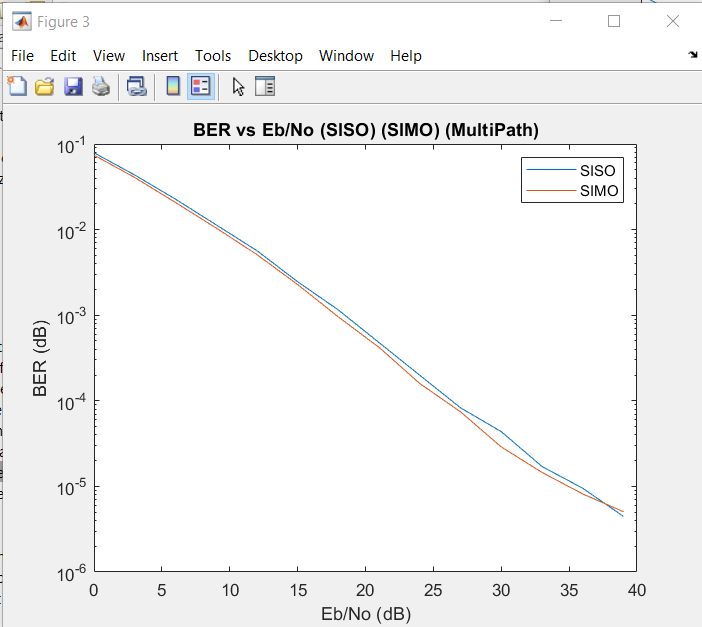 Figure 3
File Edit View Insert Tools Desktop Window Help
BER vs Eb/No (SISO) (SIMO) (MultiPath)
SISO
SIMO
10-1
10-2
10-3
10-4
10-5
10-6
BER (dB)
0 5 10 15 20 25 30 35 40
Eb/No (dB)